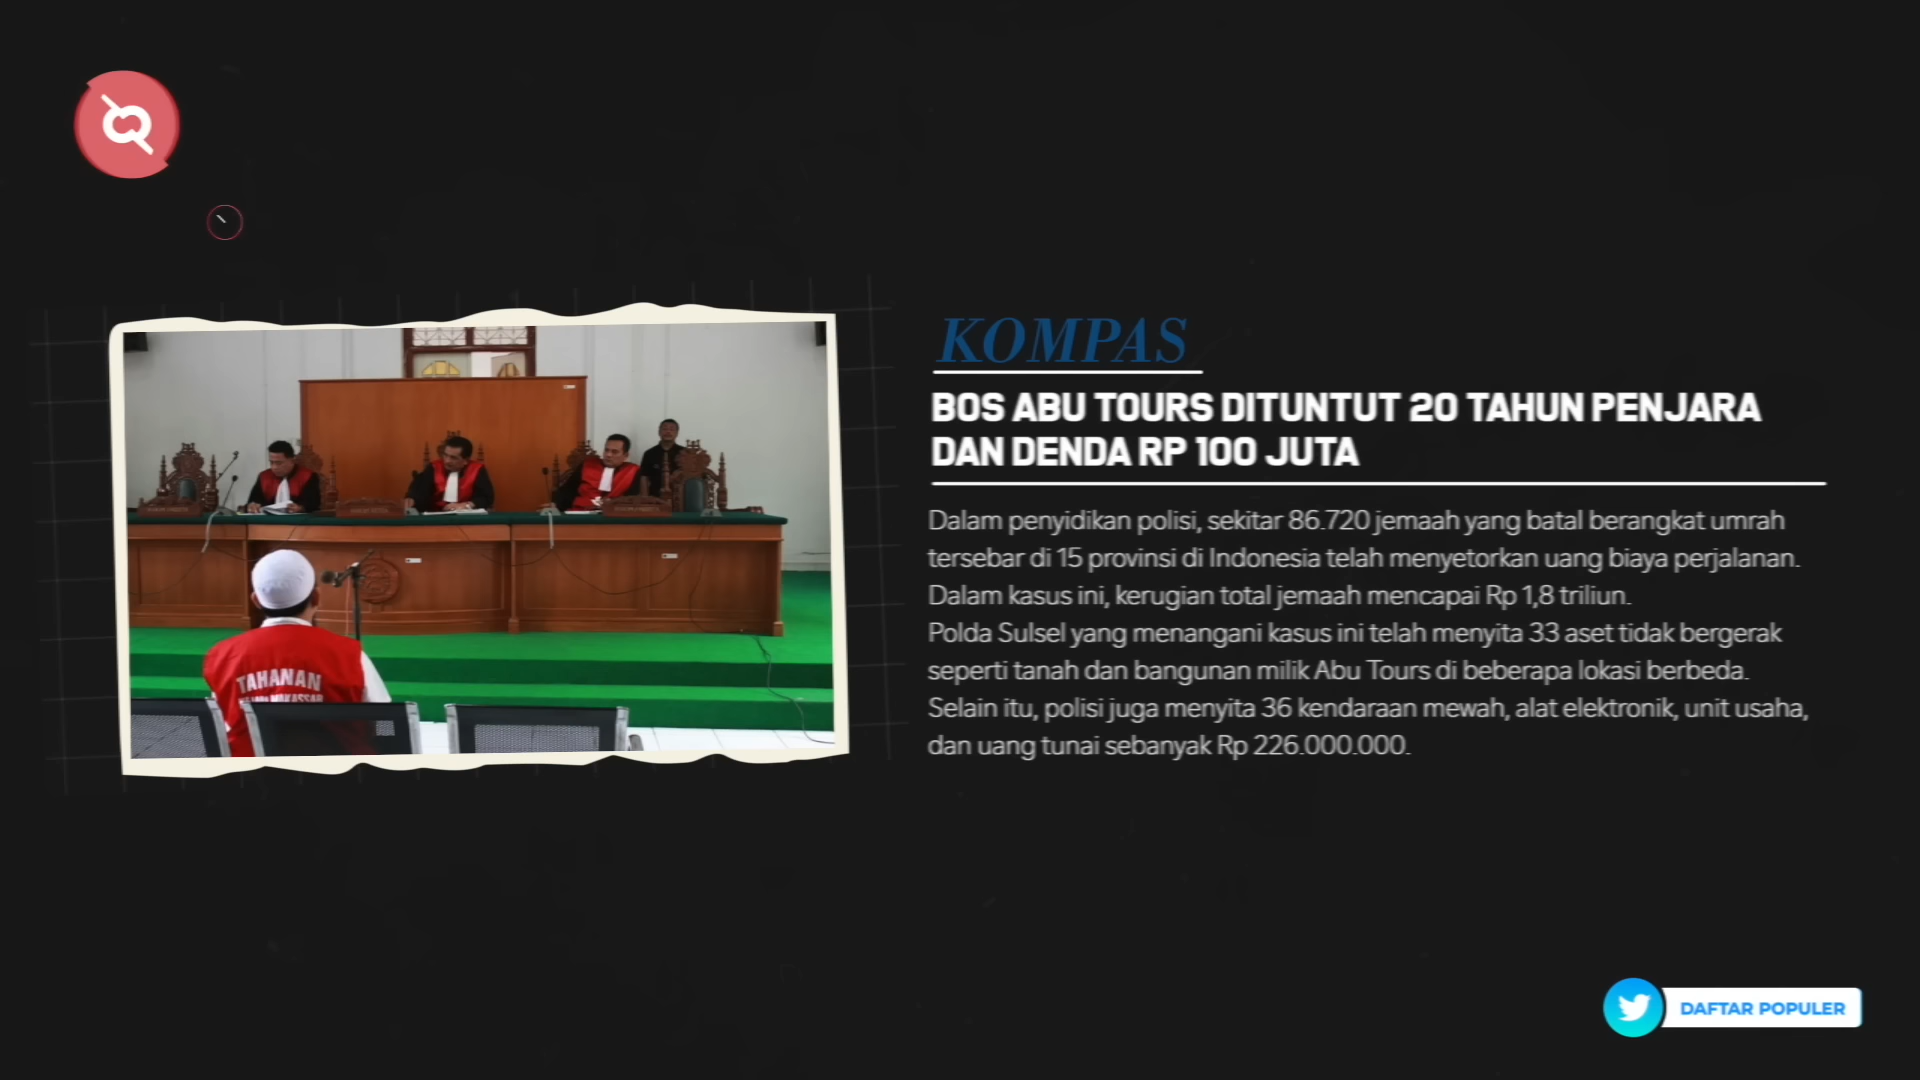 KOMPAS
BOS ABU TOURS DITUNTUT 20 TAHUN PENJARA
DAN DENDA RP 100 JUTA
Dalam penyidikan polisi, sekitar 86.720 jemaah yang batal berangkat umrah
tersebar di 15 provinsi di Indonesia telah menyetorkan uang biaya perjalanan.
Dalam kasus ini, kerugian total jemaah mencapai Rp 1,8 triliun.
Polda Sulsel yang menangani kasus ini telah menyita 33 aset tidak bergerak
seperti tanah dan bangunan milik Abu Tours di beberapa lokasi berbeda.
Selain itu, polisi juga menyita 36 kendaraan mewah, alat elektronik, unit usaha,
dan uang tunai sebanyak Rp 226.000.000.
TAHANAN
MAKASSAR
DAFTAR POPULER